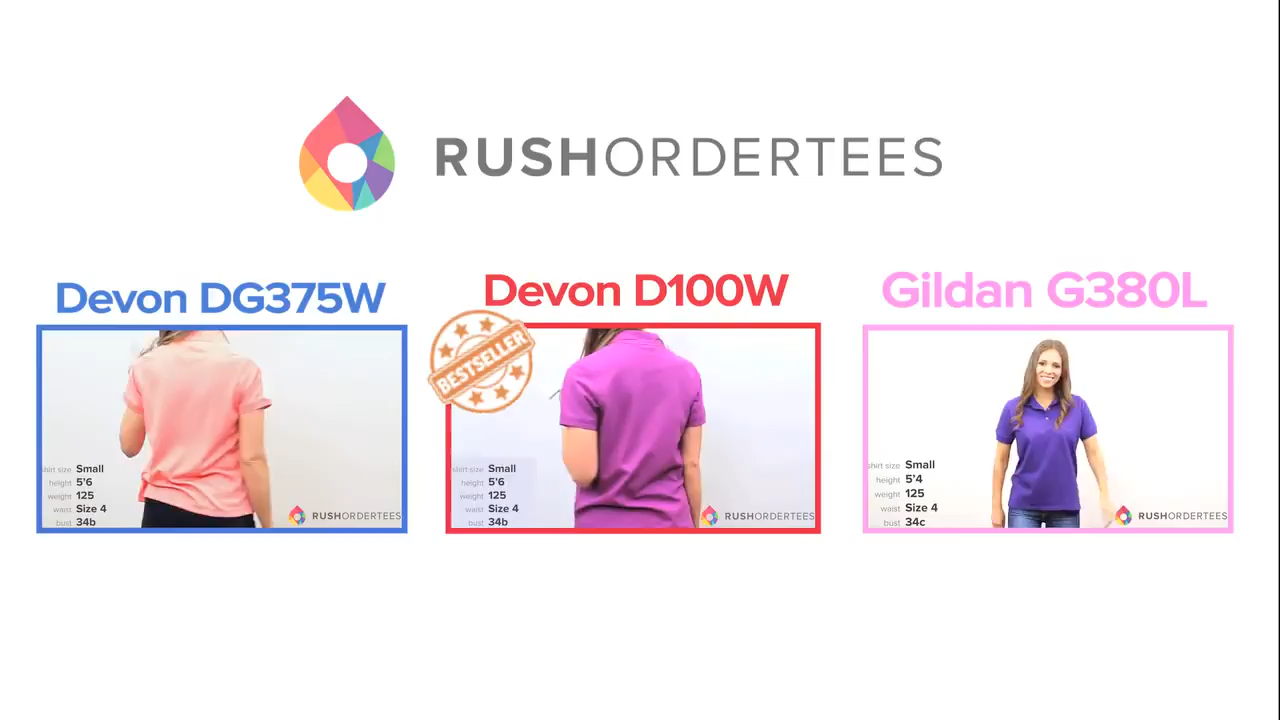 RUSHORDERTEES
Devon DG375W
Devon D100W
Gildan G380L
BESTSELLER
shirt size Small
height 5'6
weight 125
waist Size 4
bust 34b
RUSHORDERTEES
shirt size Small
height 5'6
weight 125
waist Size 4
bust 34b
RUSHORDERTEES
shirt size Small
height 5'4
weight 125
waist Size 4
bust 34c
RUSHORDERTEES